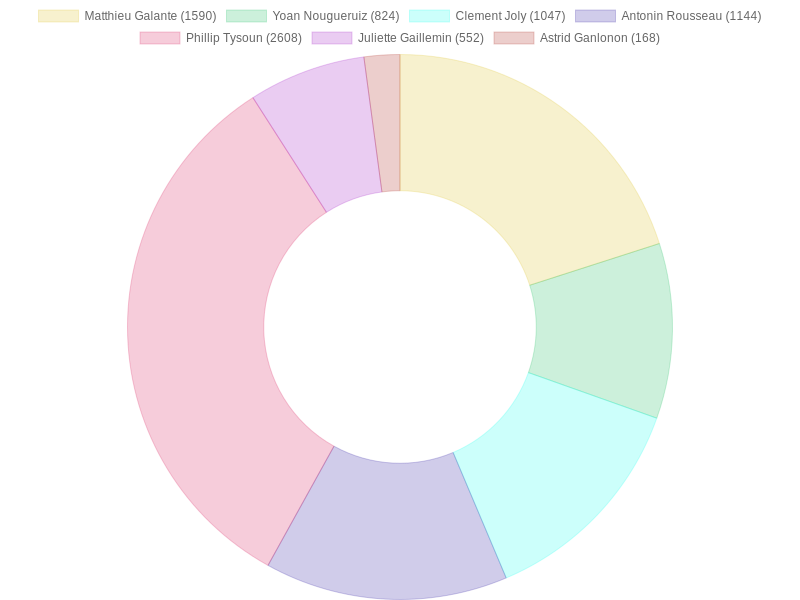 Matthieu Galante (1590) Yoan Nougueruiz (824) Clement Joly (1047) Antonin Rousseau (1144)
Phillip Tysoun (2608) Juliette Gaillemin (552) Astrid Ganlonon (168)